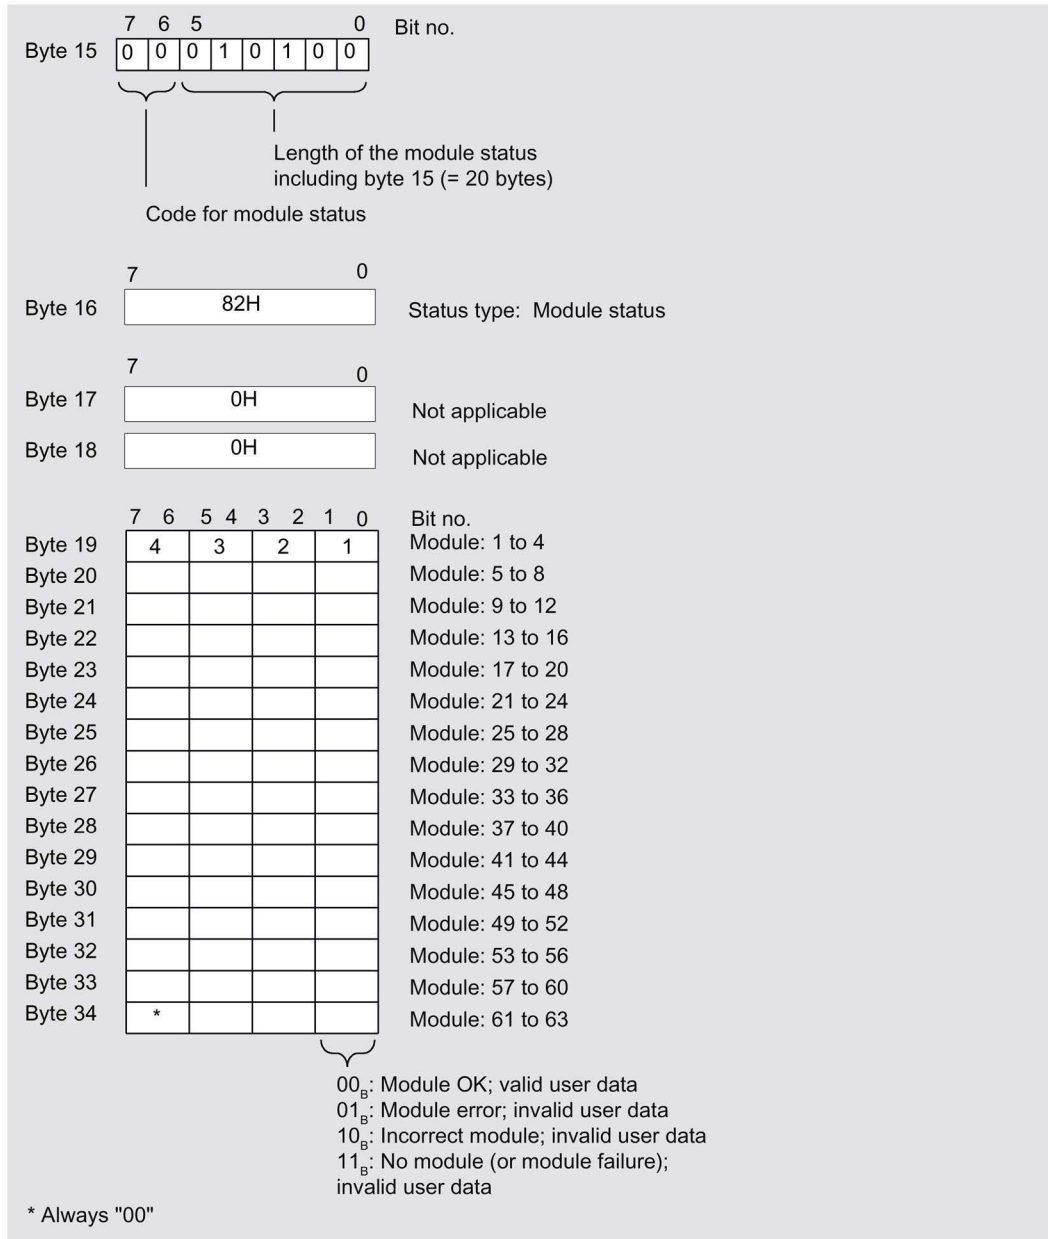 7 6 5 0 Bit no.
Byte 15 0 0 0 1 0 1 0 0
Length of the module status
including byte 15 (= 20 bytes)
Code for module status
7 0
Byte 16 82H Status type: Module status
7 0
Byte 17 0H Not applicable
Byte 18 0H Not applicable
7 6 5 4 3 2 1 0 Bit no.
Byte 19 4 3 2 1 Module: 1 to 4
Byte 20 Module: 5 to 8
Byte 21 Module: 9 to 12
Byte 22 Module: 13 to 16
Byte 23 Module: 17 to 20
Byte 24 Module: 21 to 24
Byte 25 Module: 25 to 28
Byte 26 Module: 29 to 32
Byte 27 Module: 33 to 36
Byte 28 Module: 37 to 40
Byte 29 Module: 41 to 44
Byte 30 Module: 45 to 48
Byte 31 Module: 49 to 52
Byte 32 Module: 53 to 56
Byte 33 Module: 57 to 60
Byte 34 * Module: 61 to 63
00B: Module OK; valid user data
01B: Module error; invalid user data
10B: Incorrect module; invalid user data
11B: No module (or module failure);
invalid user data
* Always "00"